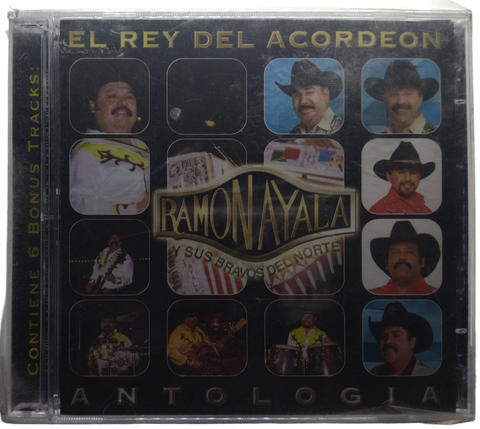 EL REY DEL ACORDEON
CONTIENE 6 BONUS TRACKS:
RAMON AYALA
Y SUS BRAVOS DEL NORTE
ANTOLOGIA